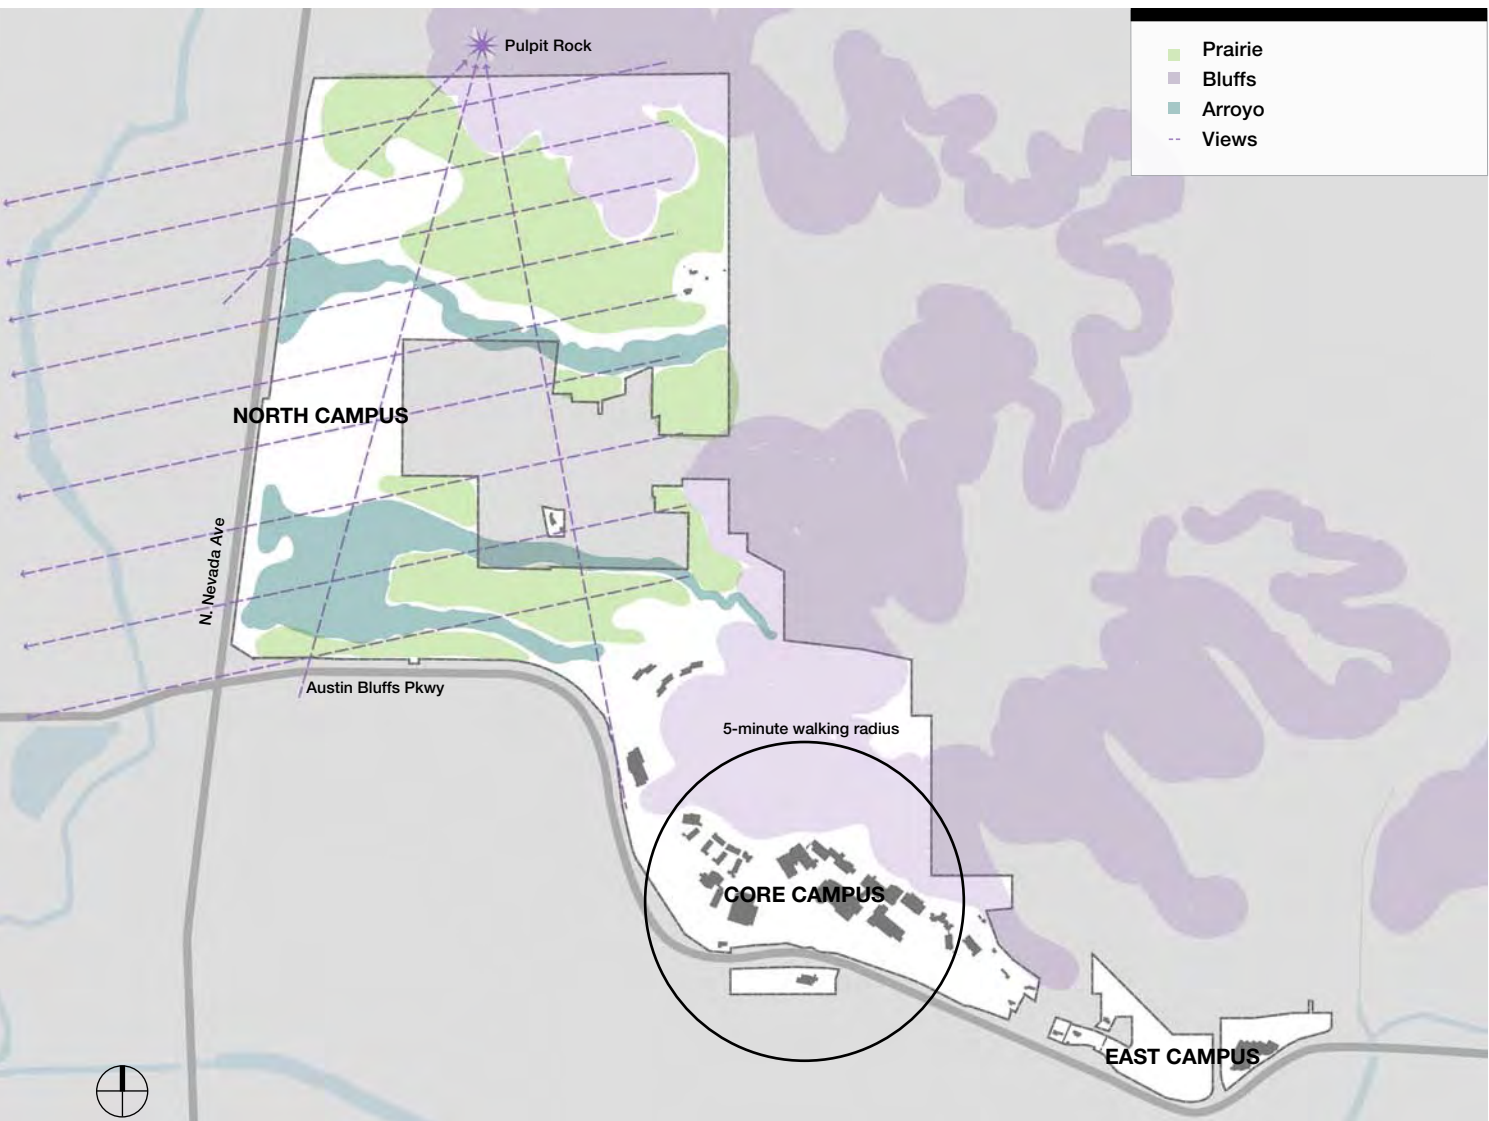 Pulpit Rock
Prairie
Bluffs
Arroyo
Views
NORTH CAMPUS
N. Nevada Ave
Austin Bluffs Pkwy
5-minute walking radius
CORE CAMPUS
EAST CAMPUS